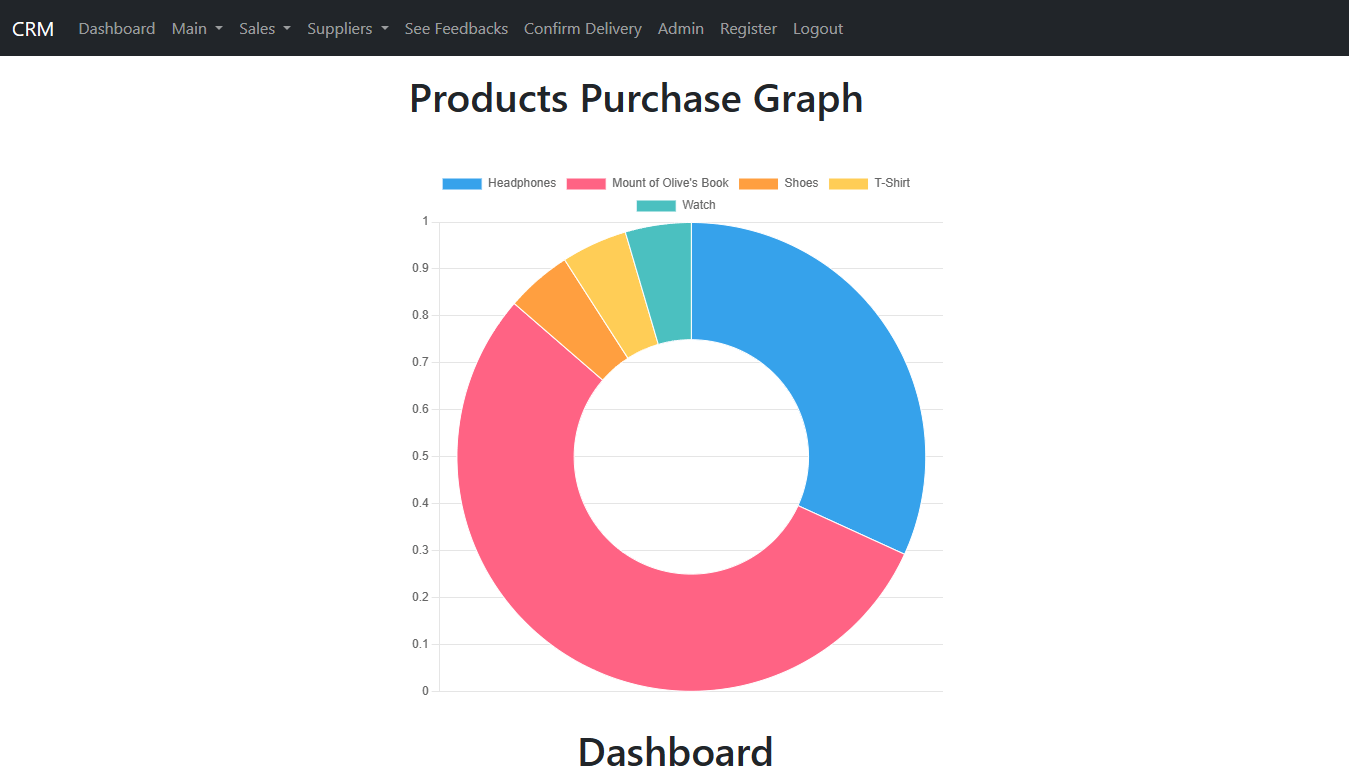 CRM Dashboard Main Sales Suppliers See Feedbacks Confirm Delivery Admin Register Logout
Products Purchase Graph
Headphones Mount of Olive's Book Shoes T-Shirt
Watch
1
0.9
0.8
0.7
0.6
0.5
0.4
0.3
0.2
0.1
0
Dashboard